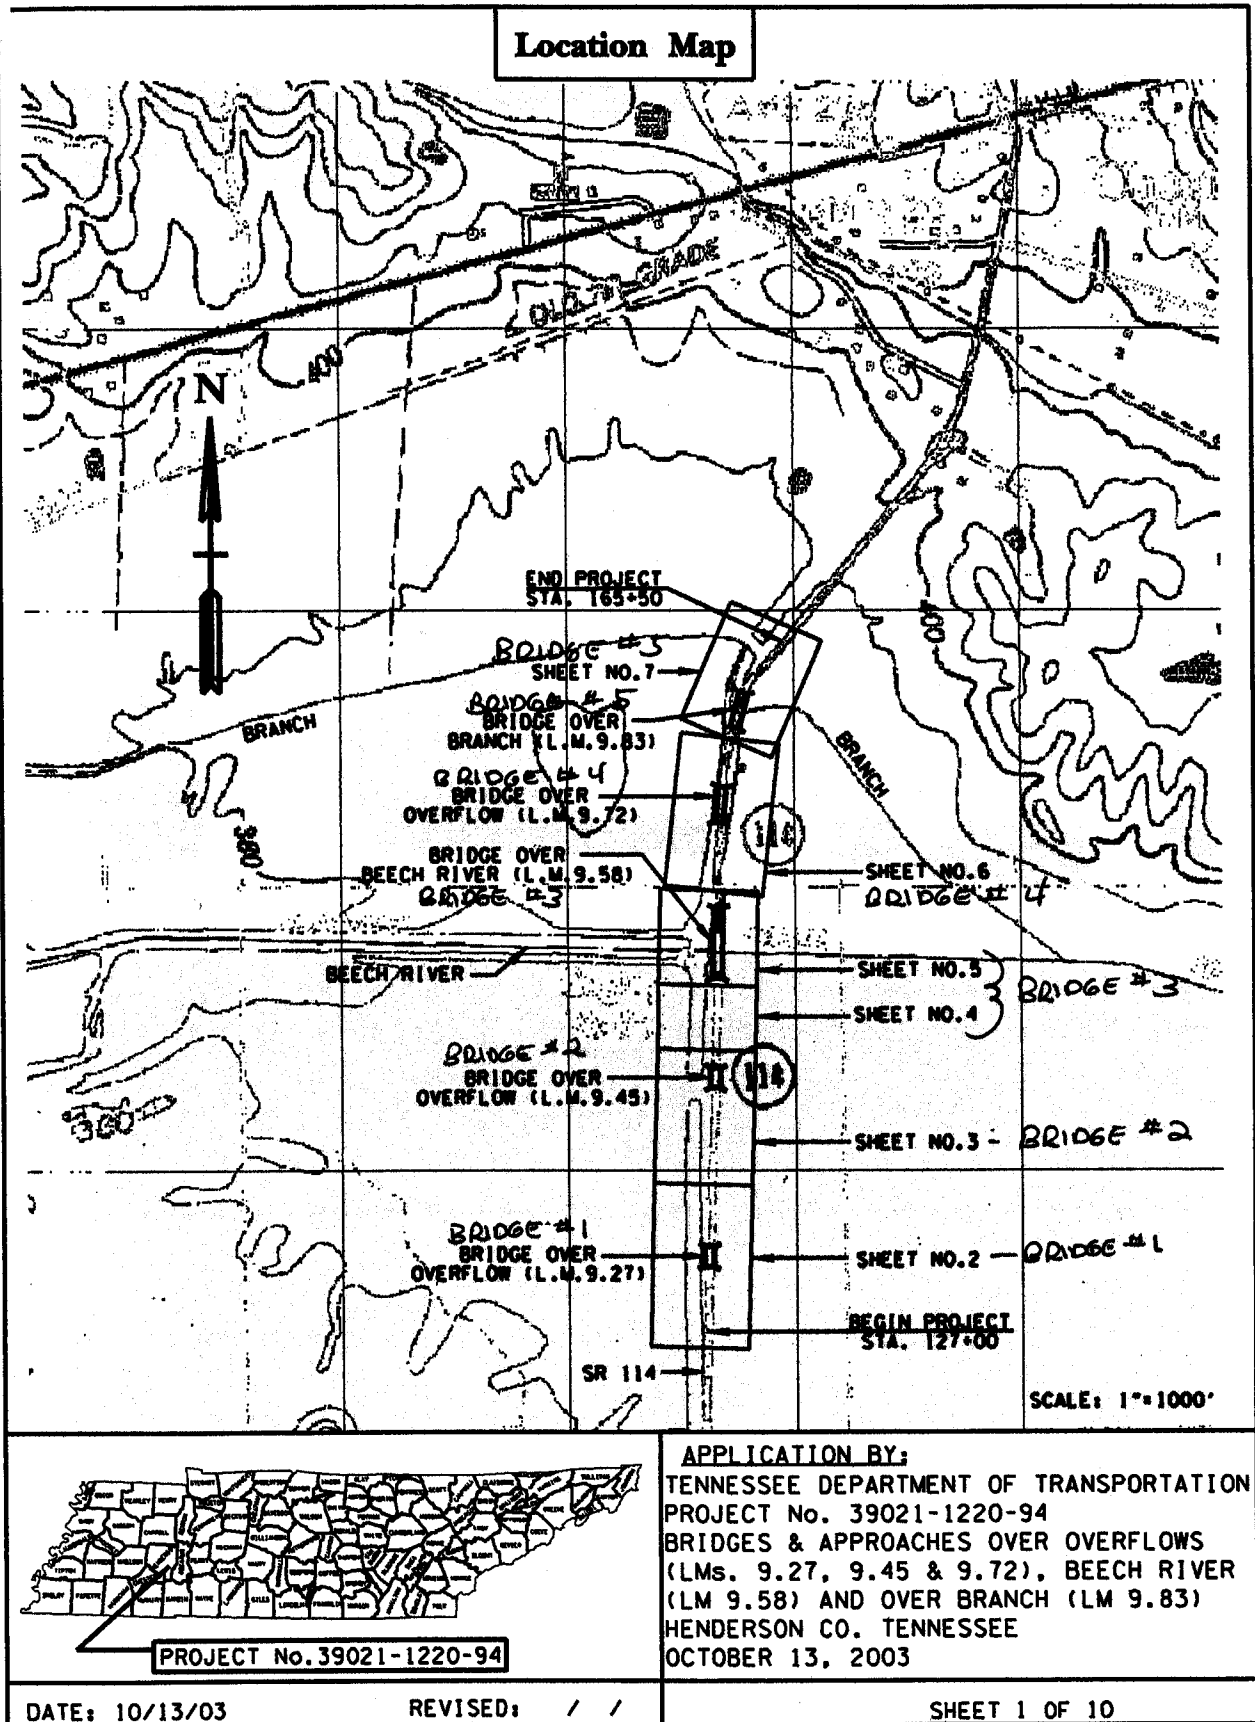 Location Map
OLD RR GRADE
400
N
END PROJECT
STA. 165+50
BRIDGE #5
SHEET NO.7
BRIDGE #5
BRIDGE OVER
BRANCH (L.M.9.83)
BRANCH
BRANCH
400
BRIDGE #4
BRIDGE OVER
OVERFLOW (L.M.9.72)
114
380
BRIDGE OVER
BEECH RIVER (L.M.9.58)
BRIDGE #3
SHEET NO.6
BRIDGE #4
BEECH RIVER
SHEET NO.5
SHEET NO.4
BRIDGE #3
BRIDGE #2
BRIDGE OVER
OVERFLOW (L.M.9.45)
114
380
SHEET NO.3 - BRIDGE #2
BRIDGE #1
BRIDGE OVER
OVERFLOW (L.M.9.27)
SHEET NO.2 - BRIDGE #1
BEGIN PROJECT
STA. 127+00
SR 114
SCALE: 1"=1000'
PROJECT No.39021-1220-94
APPLICATION BY:
TENNESSEE DEPARTMENT OF TRANSPORTATION
PROJECT No. 39021-1220-94
BRIDGES & APPROACHES OVER OVERFLOWS
(LMs. 9.27, 9.45 & 9.72), BEECH RIVER
(LM 9.58) AND OVER BRANCH (LM 9.83)
HENDERSON CO. TENNESSEE
OCTOBER 13, 2003
DATE: 10/13/03
REVISED: / /
SHEET 1 OF 10